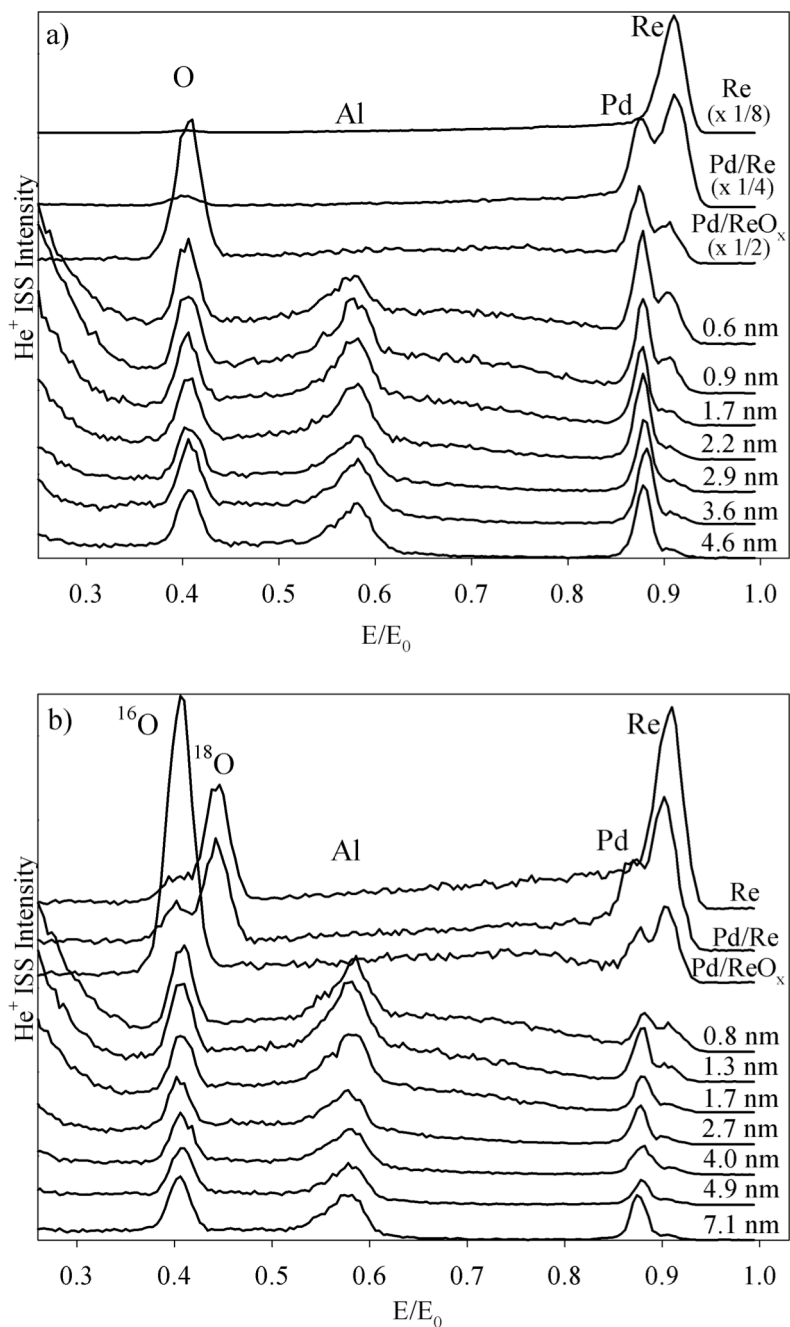 a)
Re
O
Al
Pd
Re
(x 1/8)
Pd/Re
(x 1/4)
Pd/ReOₓ
(x 1/2)
0.6 nm
0.9 nm
1.7 nm
2.2 nm
2.9 nm
3.6 nm
4.6 nm
He⁺ ISS Intensity
0.3 0.4 0.5 0.6 0.7 0.8 0.9 1.0
E/E₀
b)
¹⁶O
¹⁸O
Al
Pd
Re
Re
Pd/Re
Pd/ReOₓ
0.8 nm
1.3 nm
1.7 nm
2.7 nm
4.0 nm
4.9 nm
7.1 nm
He⁺ ISS Intensity
0.3 0.4 0.5 0.6 0.7 0.8 0.9 1.0
E/E₀